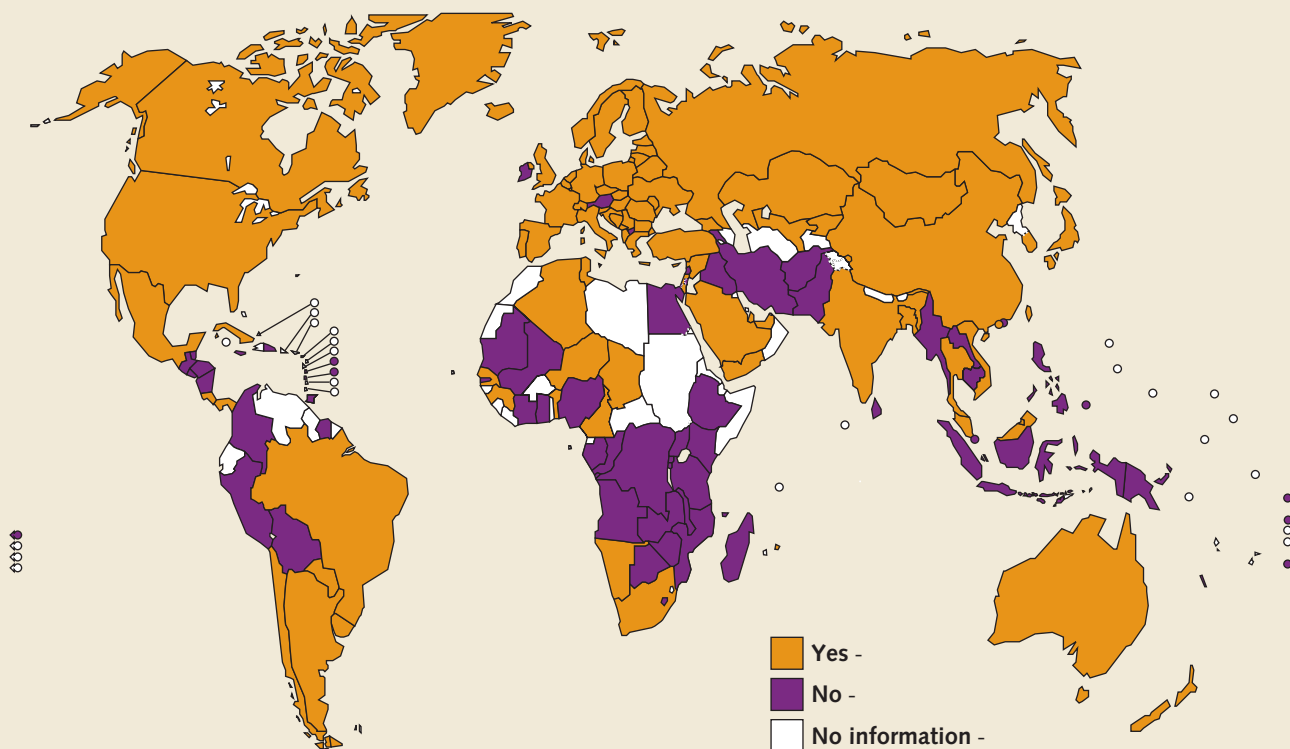 Yes -
No -
No information -